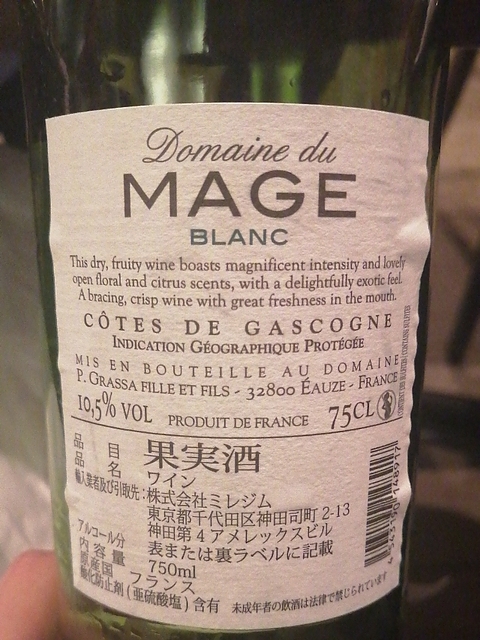 Domaine du
MAGE
BLANC
This dry, fruity wine boasts magnificent intensity and lovely
open floral and citrus scents, with a delightfully exotic feel.
A bracing, crisp wine with great freshness in the mouth.
CÔTES DE GASCOGNE
INDICATION GÉOGRAPHIQUE PROTÉGÉE
MIS EN BOUTEILLE AU DOMAINE
P. GRASSA FILLE ET FILS - 32800 ÉAUZE - FRANCE
10,5% VOL PRODUIT DE FRANCE 75CL
品 目 果実酒
品 名 ワイン
輸入業者及び引取先:株式会社ミレジム
東京都千代田区神田司町2-13
神田第4アメレックスビル
アルコール分 表または裏ラベルに記載
内容量 750ml
原産国 フランス
酸化防止剤(亜硫酸塩)含有 未成年者の飲酒は法律で禁じられています